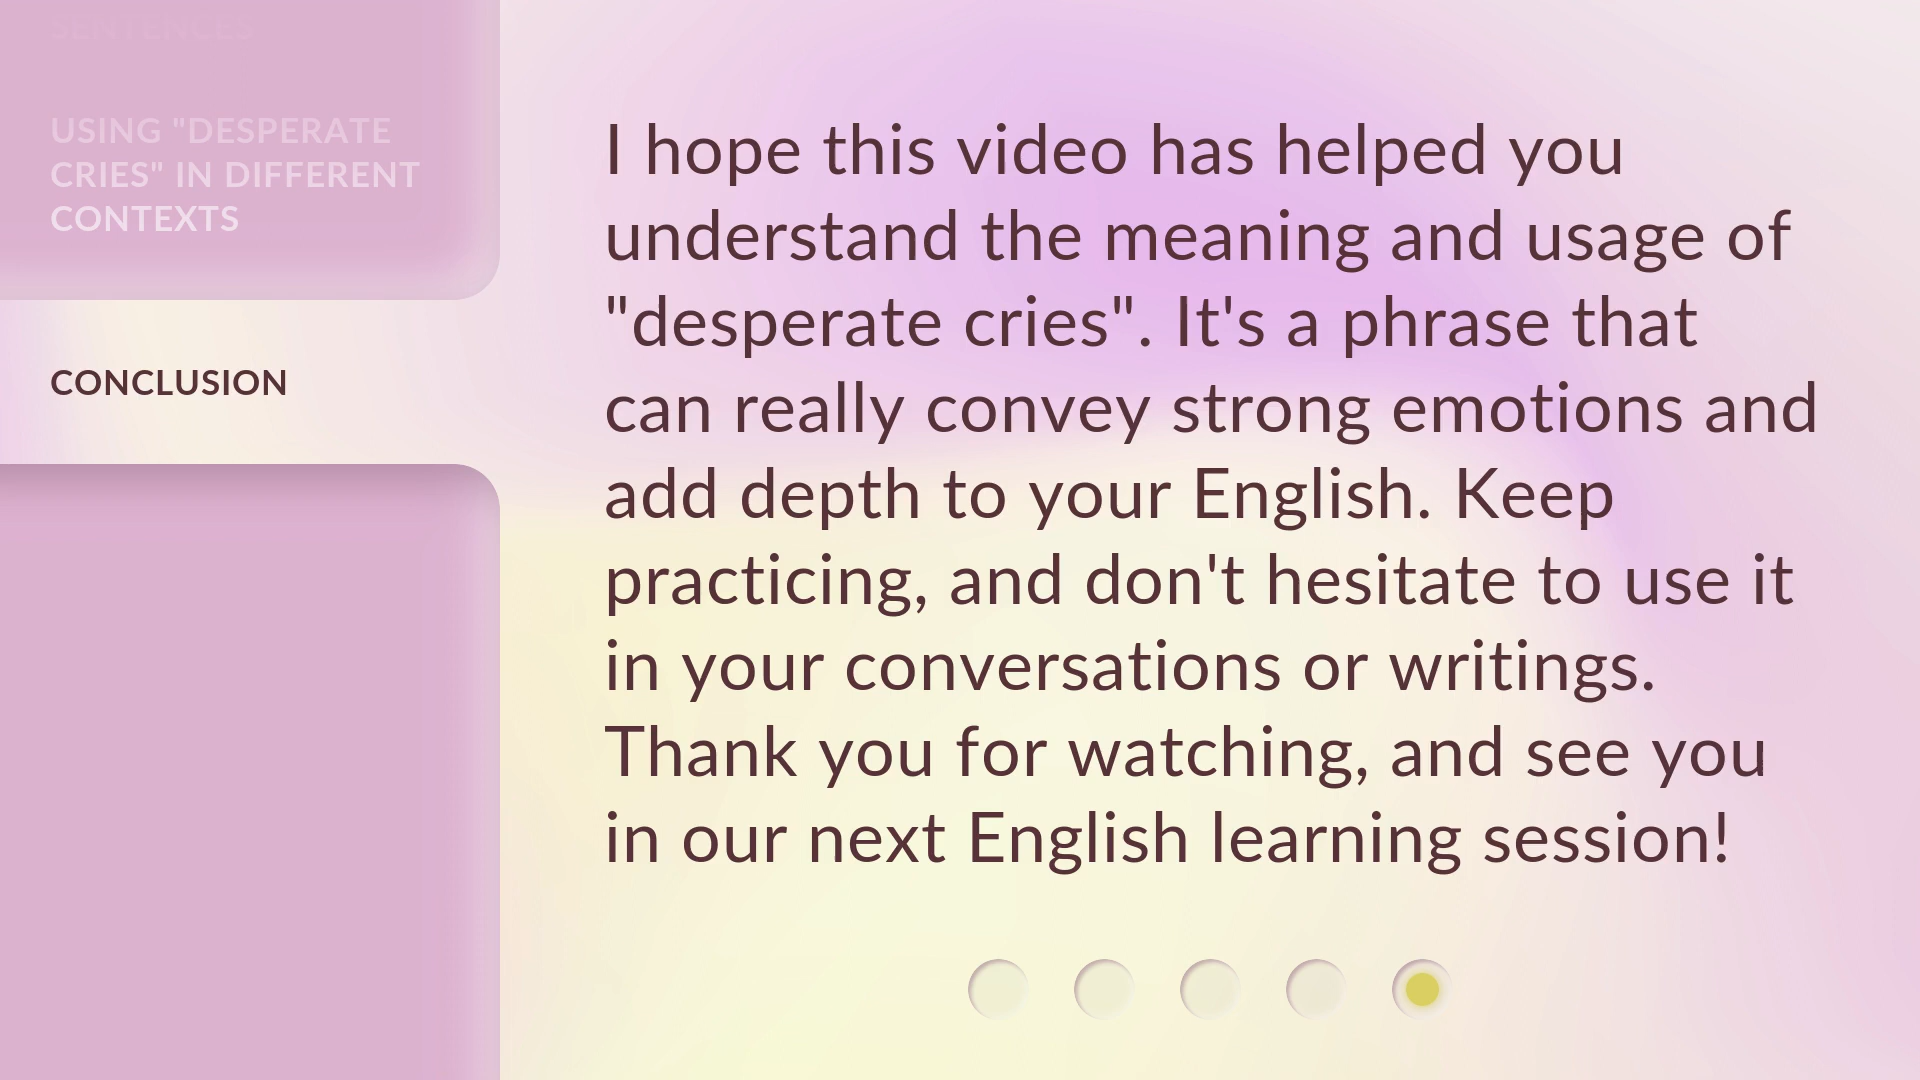 SENTENCES
USING "DESPERATE
CRIES" IN DIFFERENT
CONTEXTS
CONCLUSION
I hope this video has helped you
understand the meaning and usage of
"desperate cries". It's a phrase that
can really convey strong emotions and
add depth to your English. Keep
practicing, and don't hesitate to use it
in your conversations or writings.
Thank you for watching, and see you
in our next English learning session!